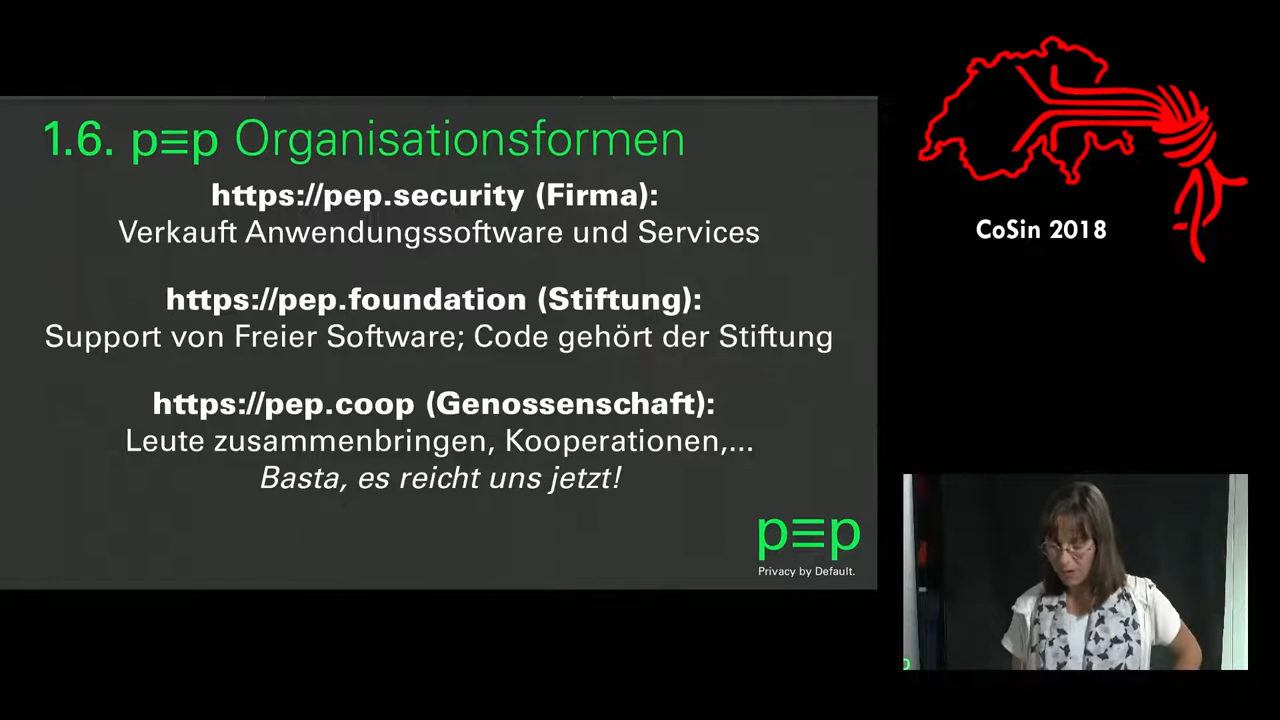 1.6. p≡p Organisationsformen
https://pep.security (Firma):
Verkauft Anwendungssoftware und Services
https://pep.foundation (Stiftung):
Support von Freier Software; Code gehört der Stiftung
https://pep.coop (Genossenschaft):
Leute zusammenbringen, Kooperationen,...
Basta, es reicht uns jetzt!
p≡p
Privacy by Default.
CoSin 2018